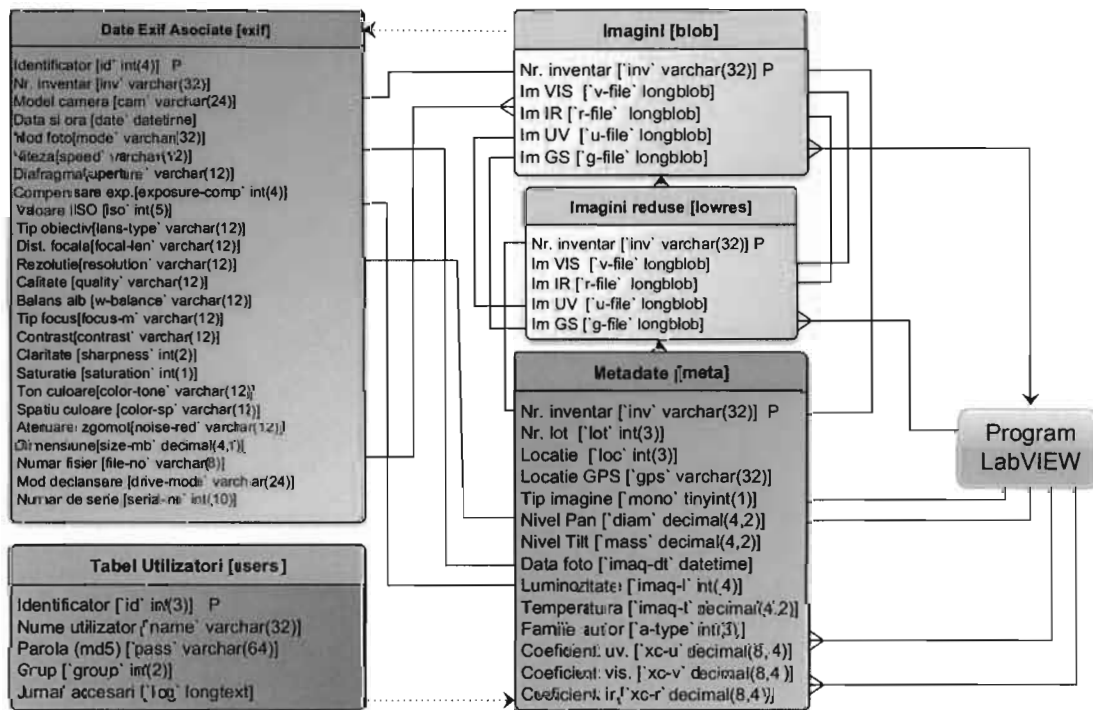 Date Exif Asociate [exif]
Identificator [id` int(4)] P
Nr. inventar [inv` varchar(32)]
Model camera [cam` varchar(24)]
Data si ora [date` datetime]
Mod foto[mode` varchar(32)]
Viteza[speed` varchar(12)]
Diafragma[aperture` varchar(12)]
Compensare exp.[exposure-comp` int(4)]
Valoare ISO [iso` int(5)]
Tip obiectiv[lens-type` varchar(12)]
Dist. focala[focal-len` varchar(12)]
Rezolutie[resolution` varchar(12)]
Calitate [quality` varchar(12)]
Balans alb [w-balance` varchar(12)]
Tip focus[focus-m` varchar(12)]
Contrast[contrast` varchar(12)]
Claritate [sharpness` int(2)]
Saturatie [saturation` int(1)]
Ton culoare[color-tone` varchar(12)]
Spatiu culoare [color-sp` varchar(12)]
Atenuare zgomot[noise-red` varchar(12)]
Dimensiune[size-mb` decimal(4,1)]
Numar fisier [file-no` varchar(8)]
Mod declansare [drive-mode` varchar(24)]
Numar de serie [serial-no` int(10)]
Tabel Utilizatori [users]
Identificator [`id` int(3)] P
Nume utilizator [`name` varchar(32)]
Parola (md5) [`pass` varchar(64)]
Grup [`group` int(2)]
Jurnal accesari [`log` longtext]
Imagini [blob]
Nr. inventar [`inv` varchar(32)] P
Im VIS [`v-file` longblob]
Im IR [`r-file` longblob]
Im UV [`u-file` longblob]
Im GS [`g-file` longblob]
Imagini reduse [lowres]
Nr. inventar [`inv` varchar(32)] P
Im VIS [`v-file` longblob]
Im IR [`r-file` longblob]
Im UV [`u-file` longblob]
Im GS [`g-file` longblob]
Metadate [meta]
Nr. inventar [`inv` varchar(32)] P
Nr. lot [`lot` int(3)]
Locatie [`loc` int(3)]
Locatie GPS [`gps` varchar(32)]
Tip imagine [`mono` tinyint(1)]
Nivel Pan [`diam` decimal(4,2)]
Nivel Tilt [`mass` decimal(4,2)]
Data foto [`imaq-dt` datetime]
Luminozitate [`imaq-l` int(4)]
Temperatura [`imaq-t` decimal(4,2)]
Familie autor [`a-type` int(3)]
Coeficient uv. [`xc-u` decimal(8,4)]
Coeficient vis. [`xc-v` decimal(8,4)]
Coeficient ir.[`xc-r` decimal(8,4)]
Program
LabVIEW